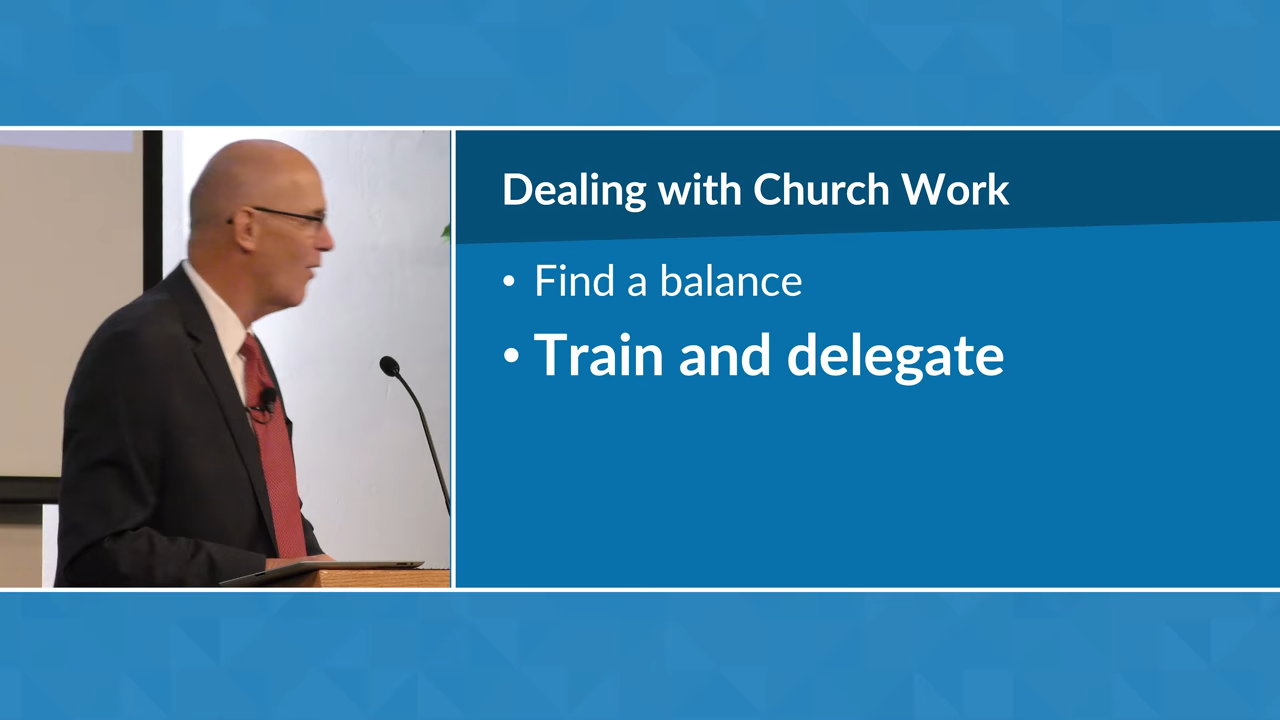 Dealing with Church Work
• Find a balance
• Train and delegate